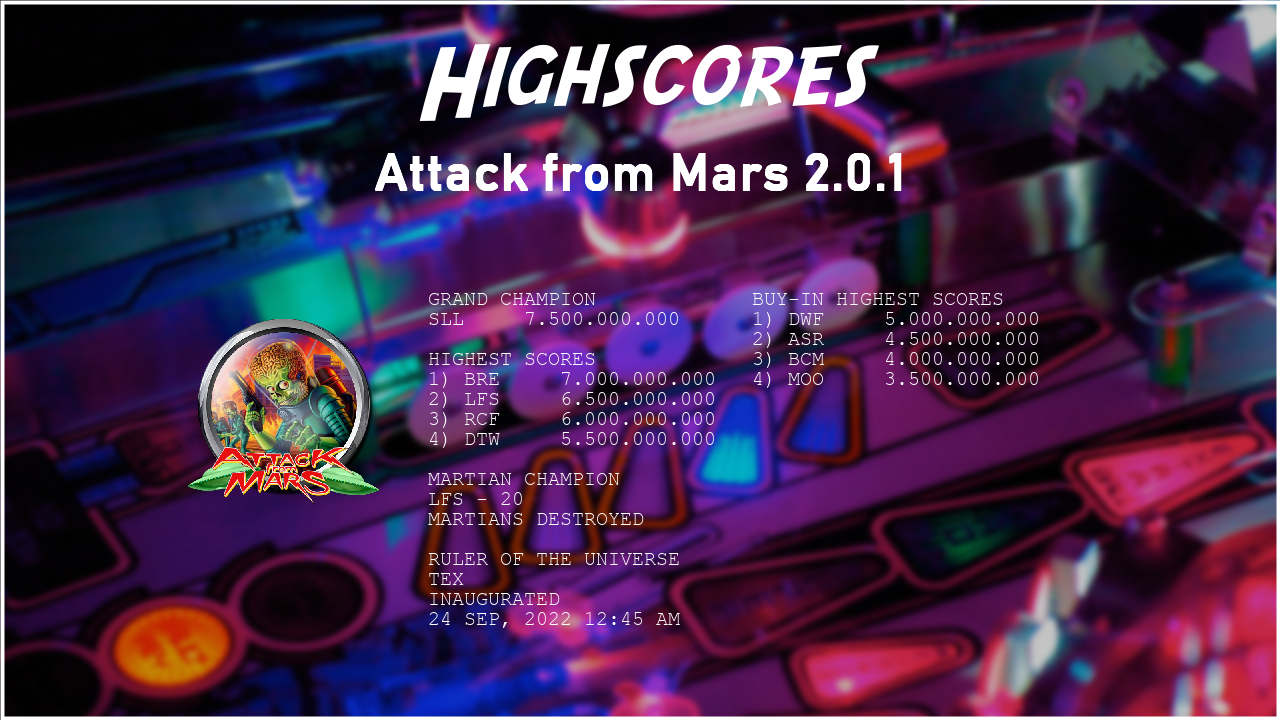 HIGHSCORES
Attack from Mars 2.0.1
GRAND CHAMPION
SLL 7.500.000.000
HIGHEST SCORES
1) BRE 7.000.000.000
2) LFS 6.500.000.000
3) RCF 6.000.000.000
4) DTW 5.500.000.000
MARTIAN CHAMPION
LFS - 20
MARTIANS DESTROYED
RULER OF THE UNIVERSE
TEX
INAUGURATED
24 SEP, 2022 12:45 AM
BUY-IN HIGHEST SCORES
1) DWF 5.000.000.000
2) ASR 4.500.000.000
3) BCM 4.000.000.000
4) MOO 3.500.000.000
ATTACK
FROM
MARS